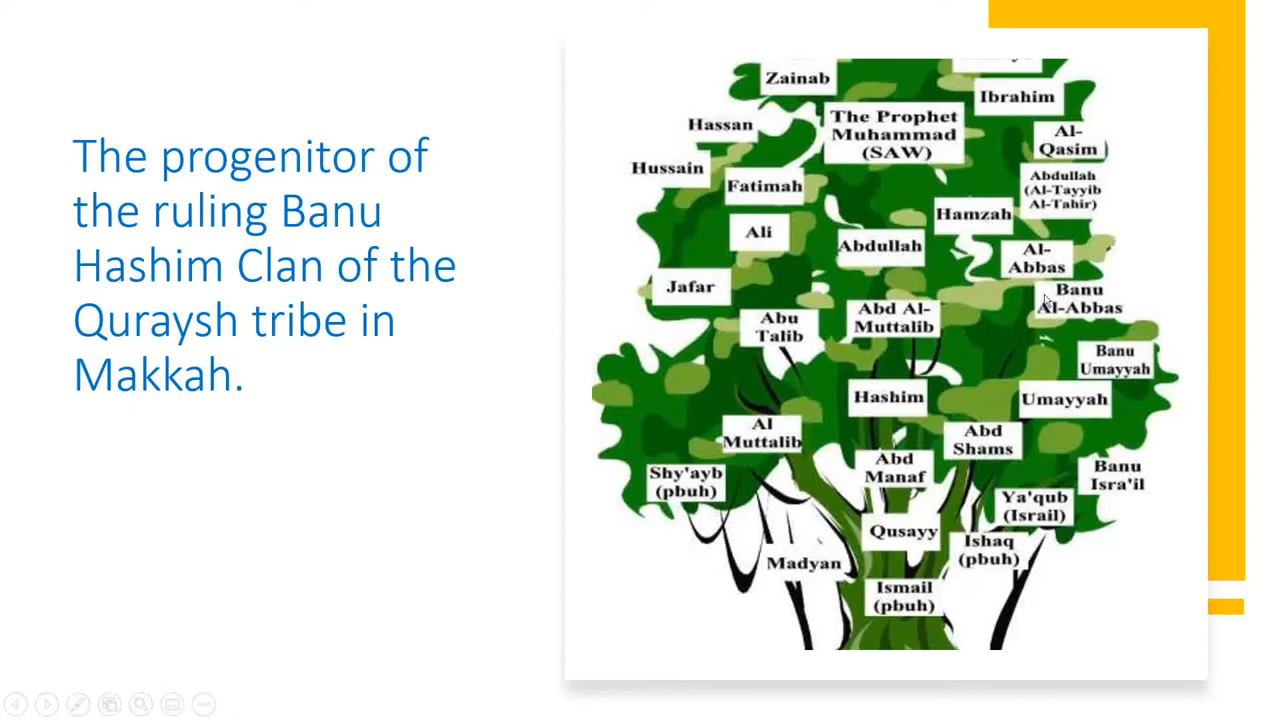 The progenitor of
the ruling Banu
Hashim Clan of the
Quraysh tribe in
Makkah.
Zainab
Ibrahim
The Prophet
Muhammad
(SAW)
Hassan
Al-
Qasim
Hussain
Fatimah
Abdullah
(Al-Tayyib
Al-Tahir)
Hamzah
Ali
Abdullah
Al-
Abbas
Jafar
Banu
Al-Abbas
Abu
Talib
Abd Al-
Muttalib
Banu
Umayyah
Hashim
Umayyah
Al
Muttalib
Abd
Shams
Abd
Manaf
Shy'ayb
(pbuh)
Banu
Isra'il
Ya'qub
(Israil)
Qusayy
Ishaq
(pbuh)
Madyan
Ismail
(pbuh)